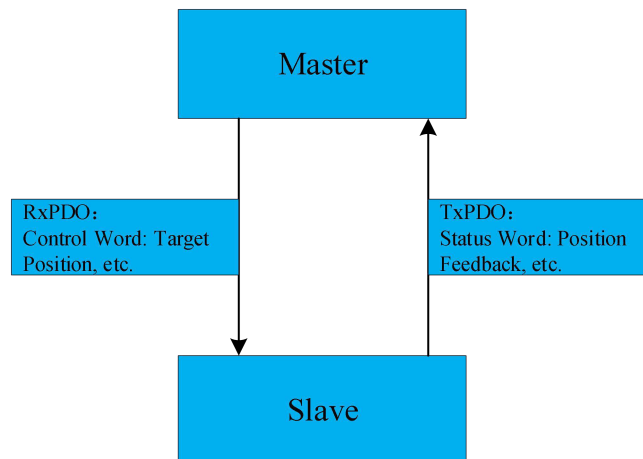 Master
RxPDO：
Control Word: Target
Position, etc.
TxPDO：
Status Word: Position
Feedback, etc.
Slave